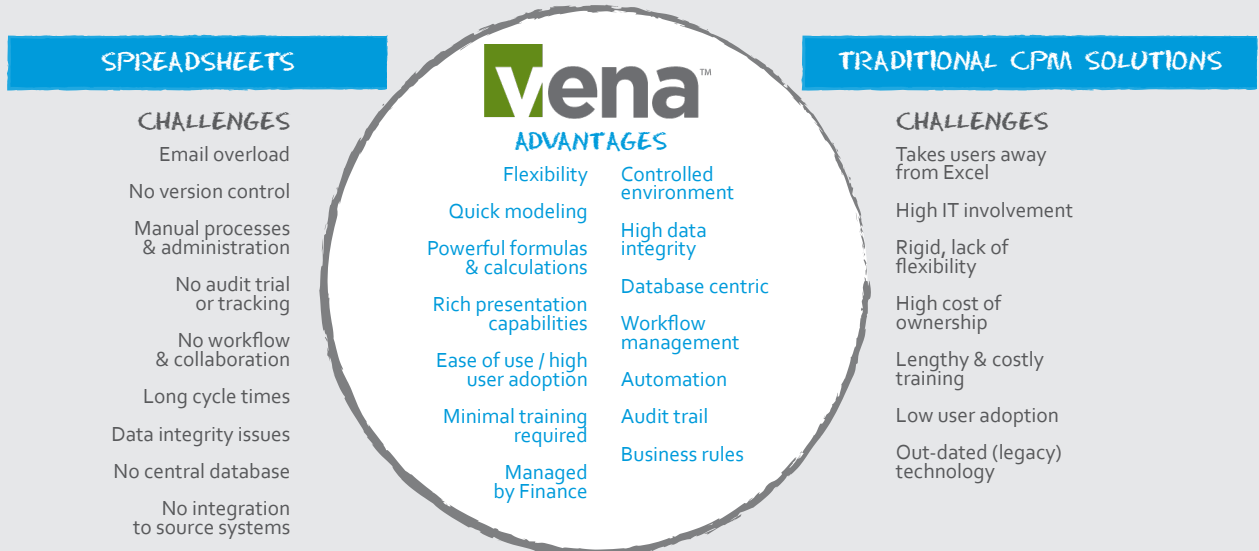 SPREADSHEETS
CHALLENGES
Email overload
No version control
Manual processes
& administration
No audit trial
or tracking
No workflow
& collaboration
Long cycle times
Data integrity issues
No central database
No integration
to source systems
vena™
ADVANTAGES
Flexibility
Quick modeling
Powerful formulas
& calculations
Rich presentation
capabilities
Ease of use / high
user adoption
Minimal training
required
Managed
by Finance
Controlled
environment
High data
integrity
Database centric
Workflow
management
Automation
Audit trail
Business rules
TRADITIONAL CPM SOLUTIONS
CHALLENGES
Takes users away
from Excel
High IT involvement
Rigid, lack of
flexibility
High cost of
ownership
Lengthy & costly
training
Low user adoption
Out-dated (legacy)
technology